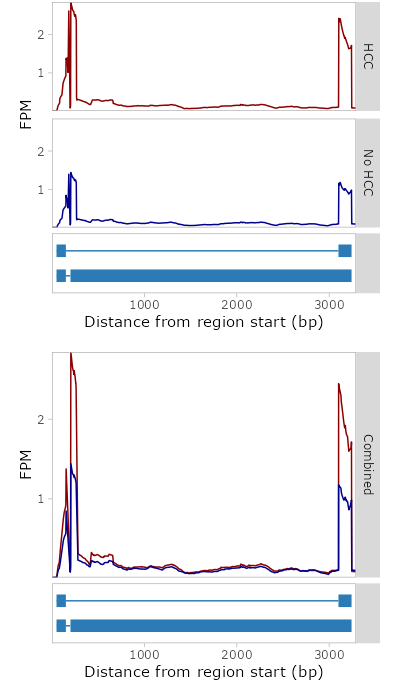 HCC
2
1
FPM
No HCC
2
1
1000 2000 3000
Distance from region start (bp)
Combined
2
FPM
1
1000 2000 3000
Distance from region start (bp)